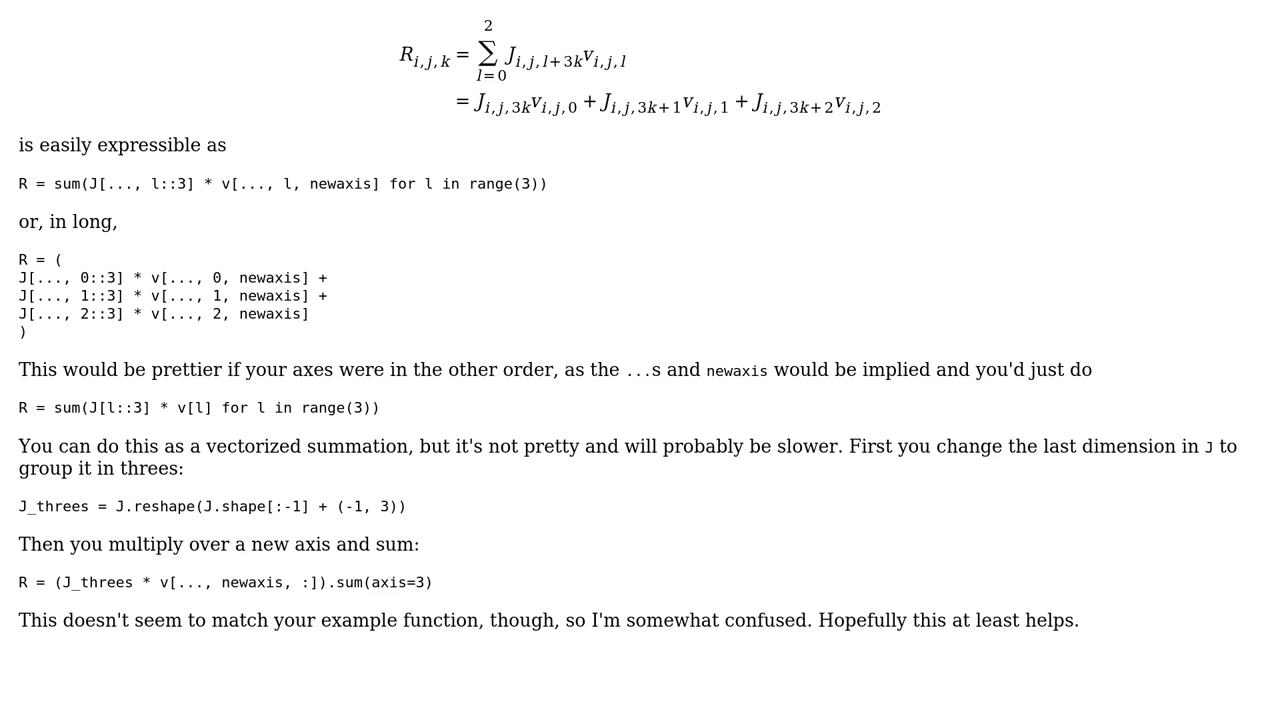 R_{i,j,k} = \sum_{l=0}^{2} J_{i,j,l+3k} v_{i,j,l}
= J_{i,j,3k} v_{i,j,0} + J_{i,j,3k+1} v_{i,j,1} + J_{i,j,3k+2} v_{i,j,2}
is easily expressible as
R = sum(J[..., l::3] * v[..., l, newaxis] for l in range(3))
or, in long,
R = (
J[..., 0::3] * v[..., 0, newaxis] +
J[..., 1::3] * v[..., 1, newaxis] +
J[..., 2::3] * v[..., 2, newaxis]
)
This would be prettier if your axes were in the other order, as the ...s and newaxis would be implied and you'd just do
R = sum(J[l::3] * v[l] for l in range(3))
You can do this as a vectorized summation, but it's not pretty and will probably be slower. First you change the last dimension in J to
group it in threes:
J_threes = J.reshape(J.shape[:-1] + (-1, 3))
Then you multiply over a new axis and sum:
R = (J_threes * v[..., newaxis, :]).sum(axis=3)
This doesn't seem to match your example function, though, so I'm somewhat confused. Hopefully this at least helps.